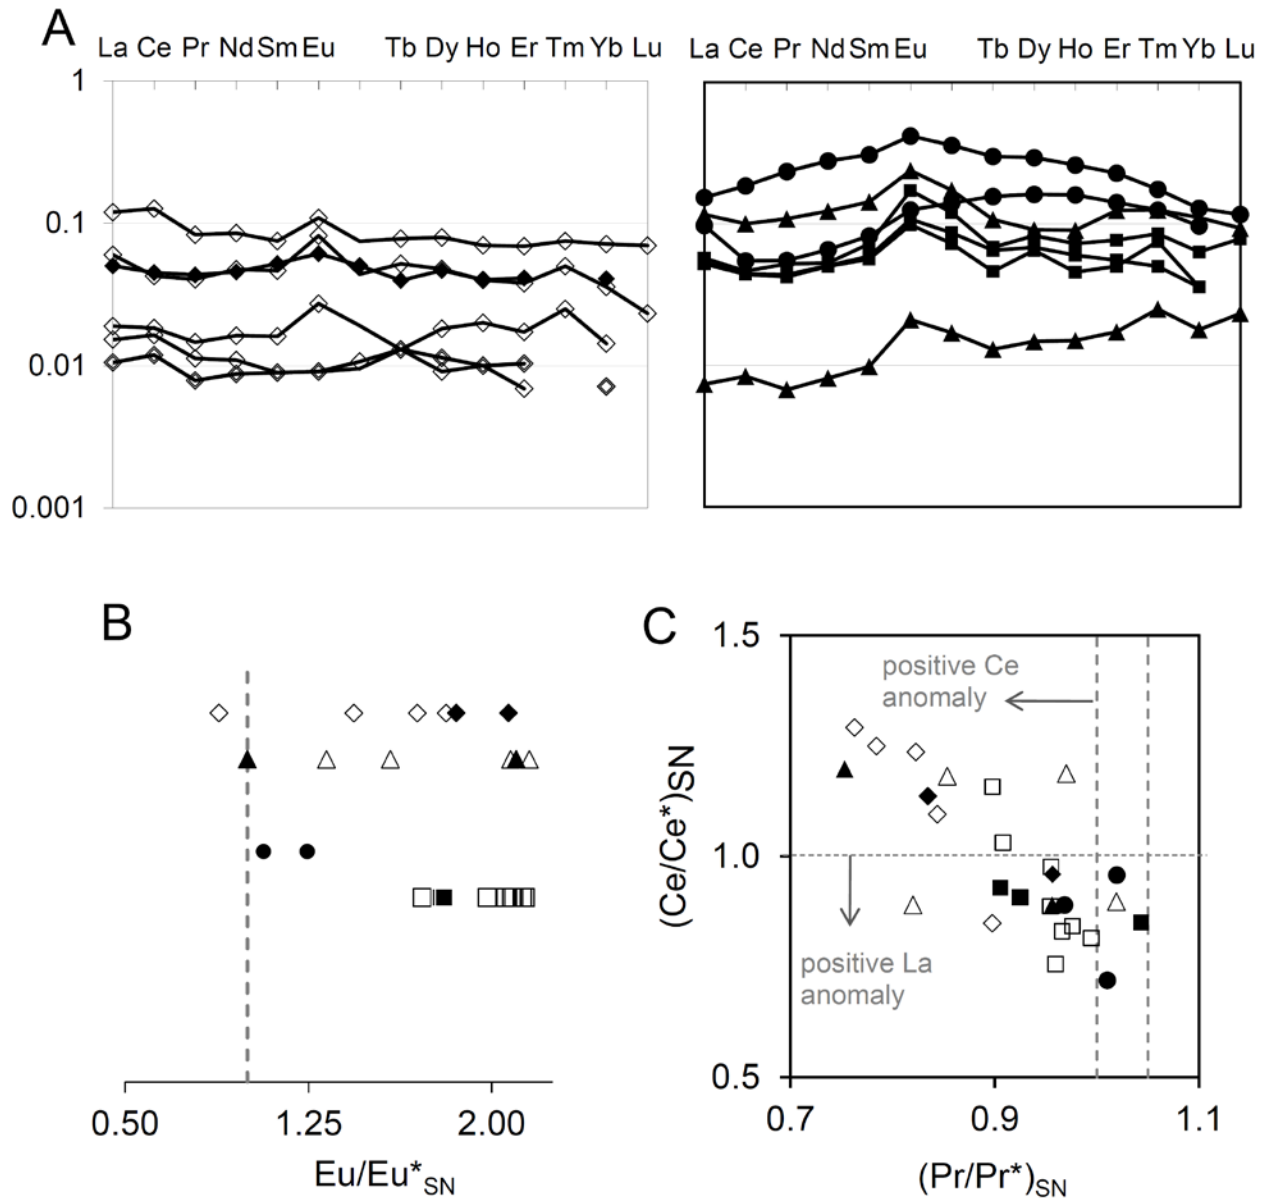 A
La Ce Pr Nd Sm Eu Tb Dy Ho Er Tm Yb Lu
La Ce Pr Nd Sm Eu Tb Dy Ho Er Tm Yb Lu
1
0.1
0.01
0.001
B
0.50 1.25 2.00
Eu/Eu*SN
C
1.5
1.0
0.5
(Ce/Ce*)SN
positive Ce
anomaly
positive La
anomaly
0.7 0.9 1.1
(Pr/Pr*)SN